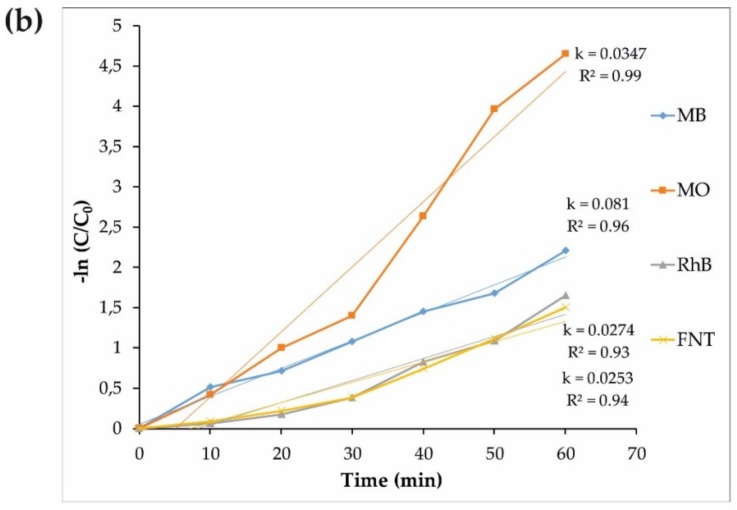 (b)
5
4,5
4
3,5
3
2,5
2
1,5
1
0,5
0
-ln (C/C₀)
0 10 20 30 40 50 60 70
Time (min)
k = 0.0347
R² = 0.99
k = 0.081
R² = 0.96
k = 0.0274
R² = 0.93
k = 0.0253
R² = 0.94
MB
MO
RhB
FNT